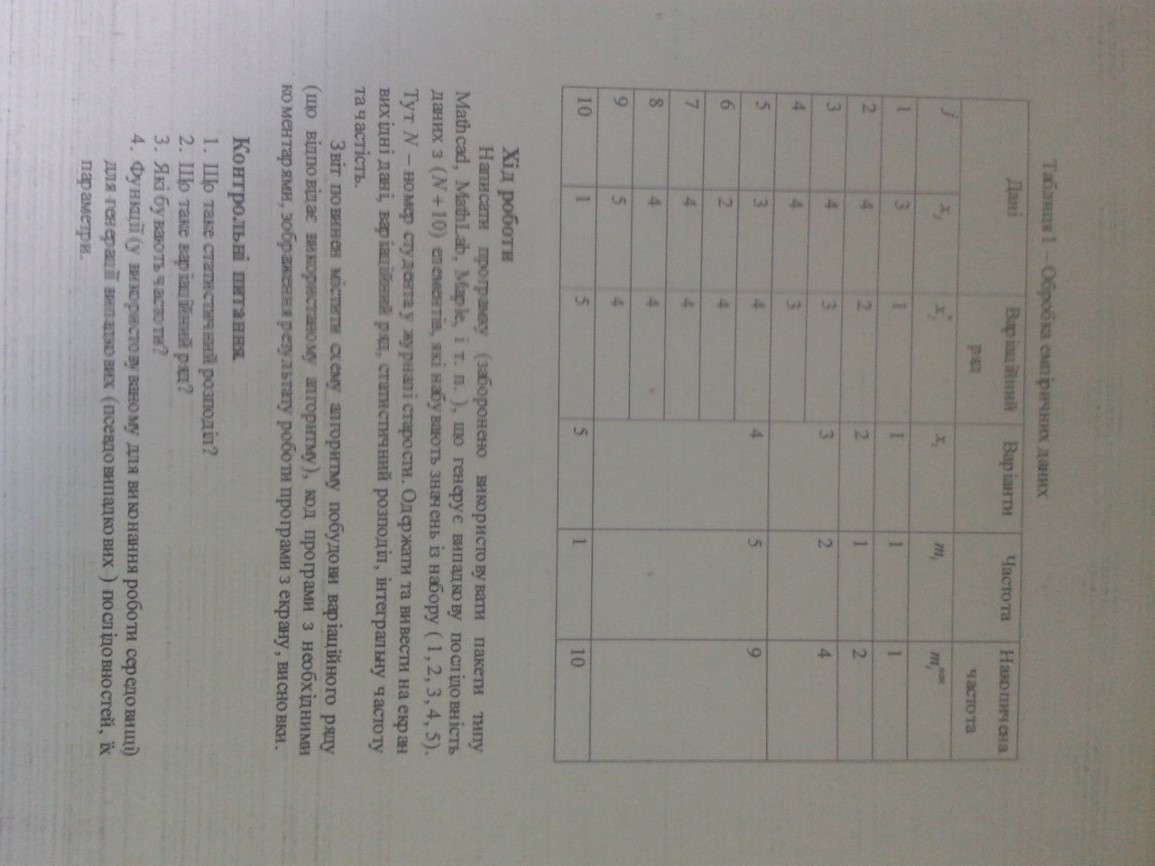 Таблиця 1 – Обробка емпіричних даних
Дані Варіаційний ряд Варіанти Частота Накопичена частота
j xⱼ xⱼ* xᵢ mᵢ mᵢⁿᵃᵏ
1 3 1 1 1 1
2 4 2 2 1 2
3 4 3 3 2 4
4 4 3
5 3 4 4 5 9
6 2 4
7 4 4
8 4 4
9 5 4
10 1 5 5 1 10
Хід роботи
Написати програму (заборонено використовувати пакети типу
Mathcad, MathLab, Maple, і т. п. ), що генерує випадкову послідовність
даних з (N+10) елементів, які набувають значень із набору ( 1, 2, 3, 4, 5).
Тут N – номер студента у журналі старости. Одержати та вивести на екран
вихідні дані, варіаційний ряд, статистичний розподіл, інтегральну частоту
та частість.
Звіт повинен містити схему алгоритму побудови варіаційного ряду
(що відповідає використаному алгоритму), код програми з необхідними
коментарями, зображення результату роботи програми з екрану, висновки.
Контрольні питання
1. Що таке статистичний розподіл?
2. Що таке варіаційний ряд?
3. Які бувають частоти?
4. Функції (у використовуваному для виконання роботи середовищі)
для генерації випадкових (псевдовипадкових ) послідовностей, їх
параметри.